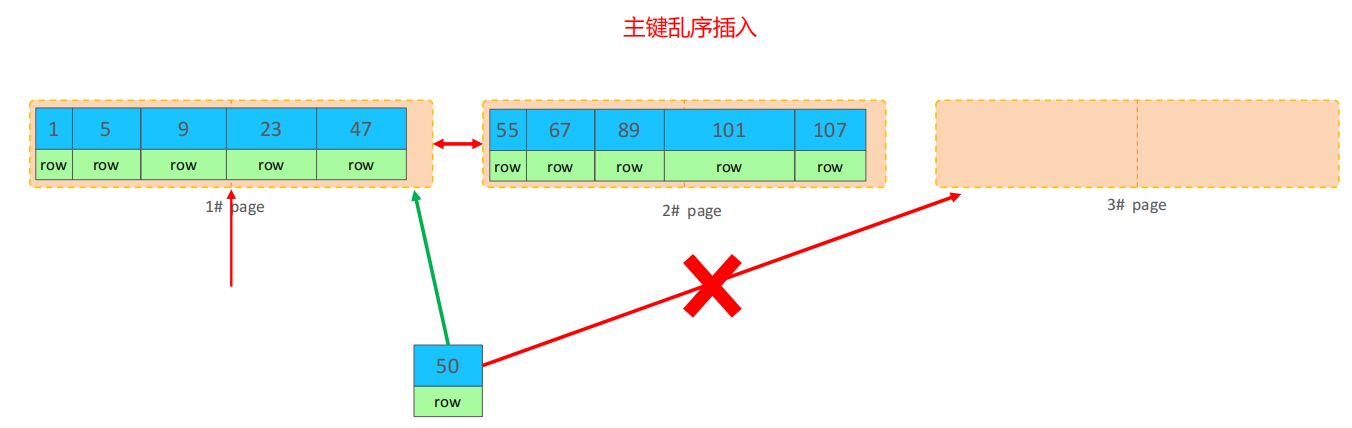 主键乱序插入
1 5 9 23 47
row row row row row
55 67 89 101 107
row row row row row
1# page
2# page
3# page
50
row